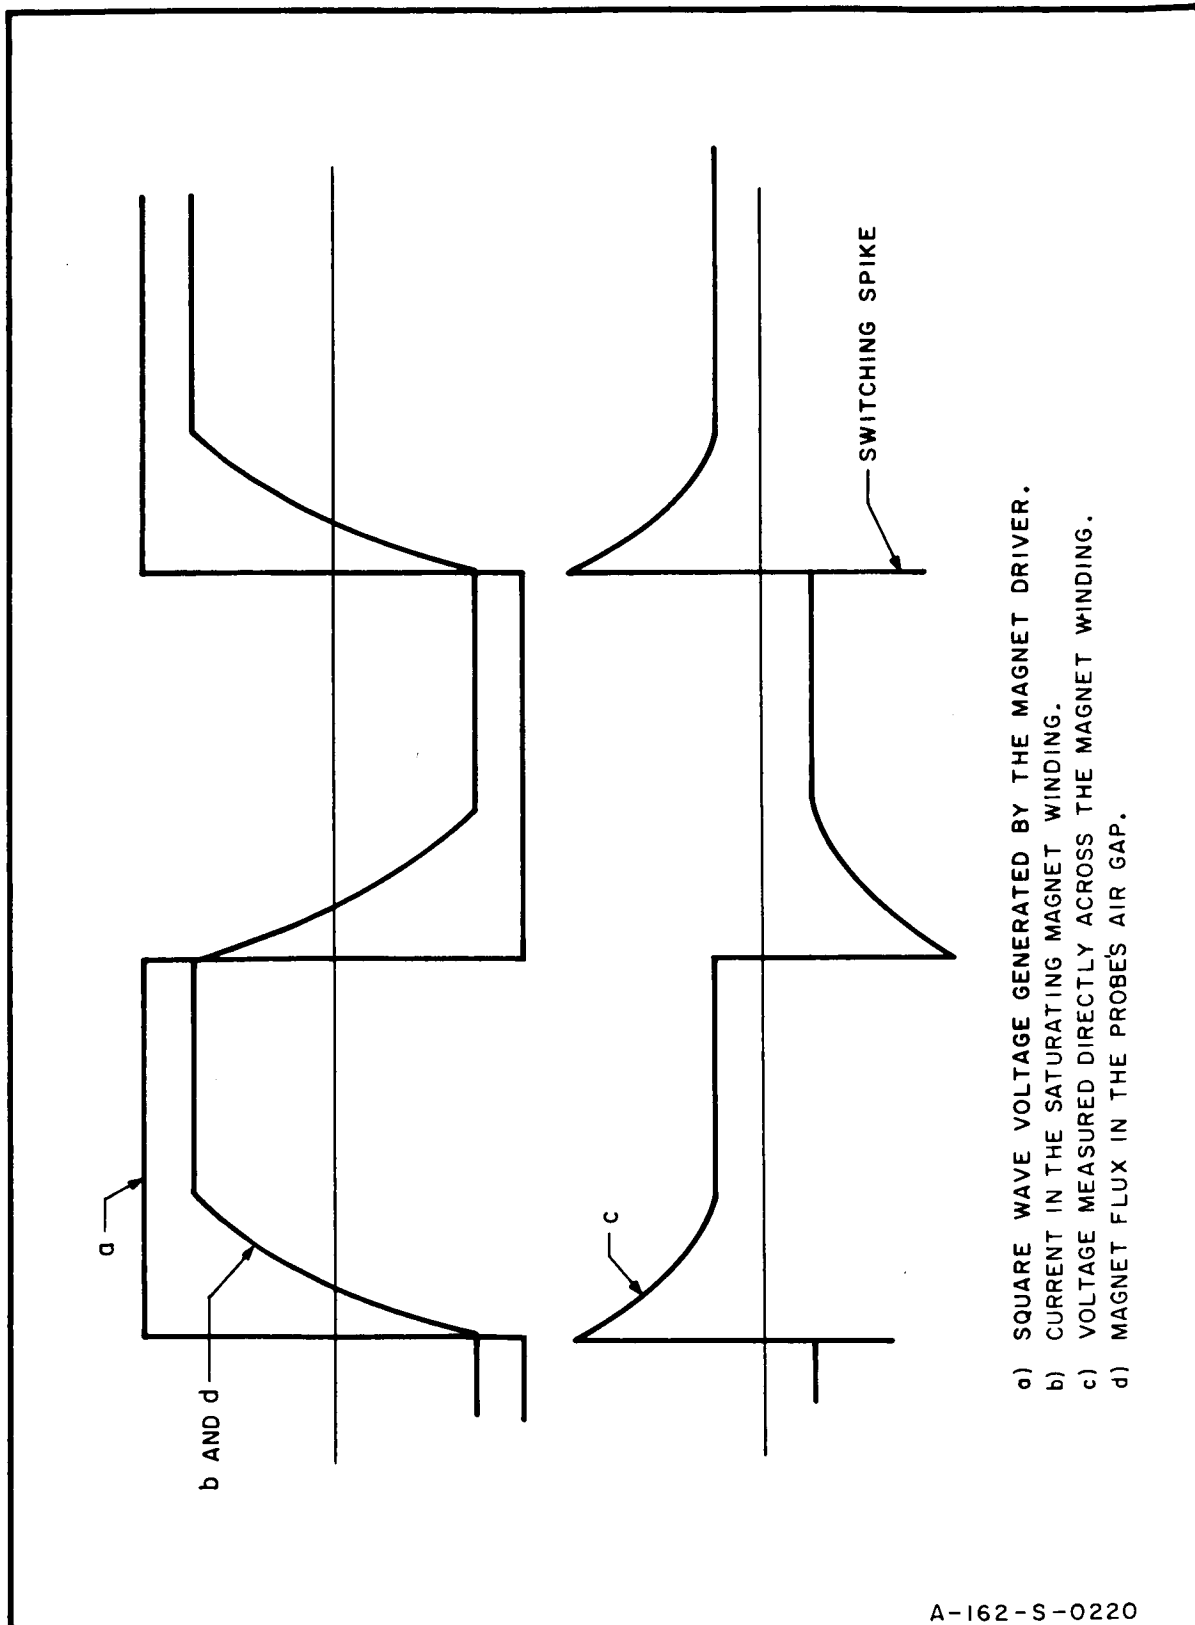 a
b AND d
c
SWITCHING SPIKE
a) SQUARE WAVE VOLTAGE GENERATED BY THE MAGNET DRIVER.
b) CURRENT IN THE SATURATING MAGNET WINDING.
c) VOLTAGE MEASURED DIRECTLY ACROSS THE MAGNET WINDING.
d) MAGNET FLUX IN THE PROBE'S AIR GAP.
A-162-S-0220